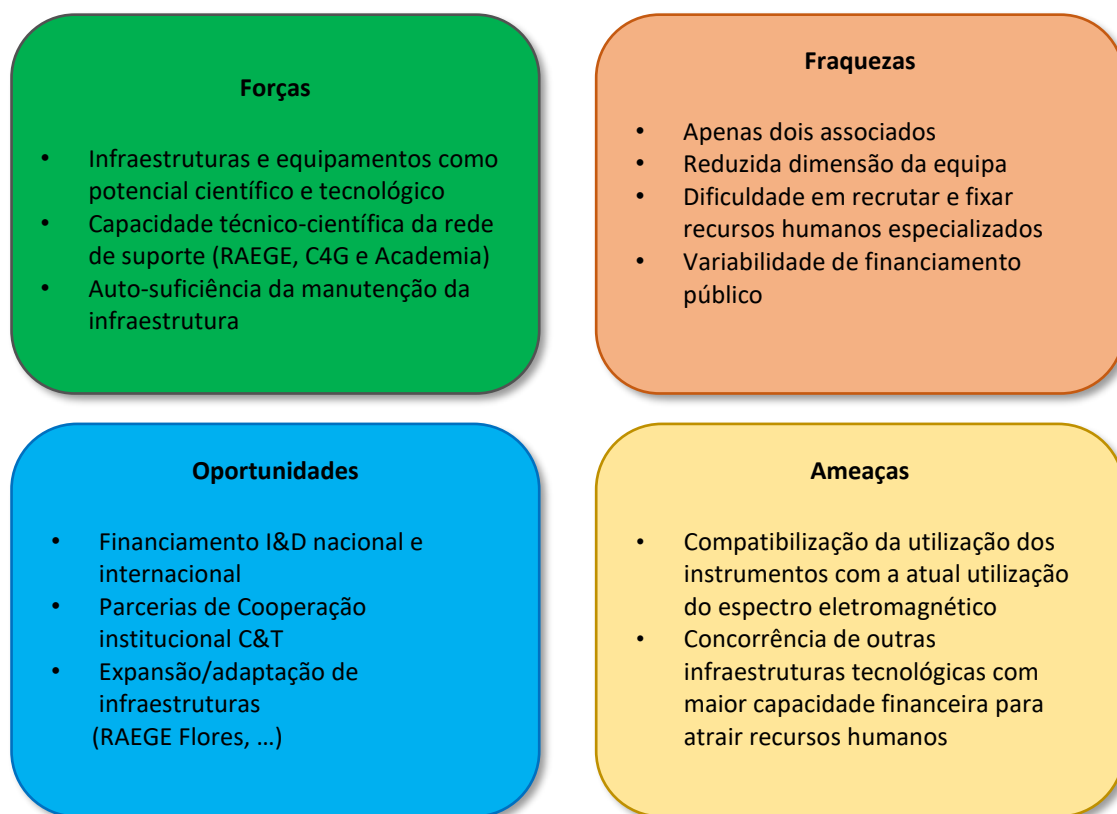 Forças
• Infraestruturas e equipamentos como
potencial científico e tecnológico
• Capacidade técnico-científica da rede
de suporte (RAEGE, C4G e Academia)
• Auto-suficiência da manutenção da
infraestrutura
Fraquezas
• Apenas dois associados
• Reduzida dimensão da equipa
• Dificuldade em recrutar e fixar
recursos humanos especializados
• Variabilidade de financiamento
público
Oportunidades
• Financiamento I&D nacional e
internacional
• Parcerias de Cooperação
institucional C&T
• Expansão/adaptação de
infraestruturas
(RAEGE Flores, …)
Ameaças
• Compatibilização da utilização dos
instrumentos com a atual utilização
do espectro eletromagnético
• Concorrência de outras
infraestruturas tecnológicas com
maior capacidade financeira para
atrair recursos humanos